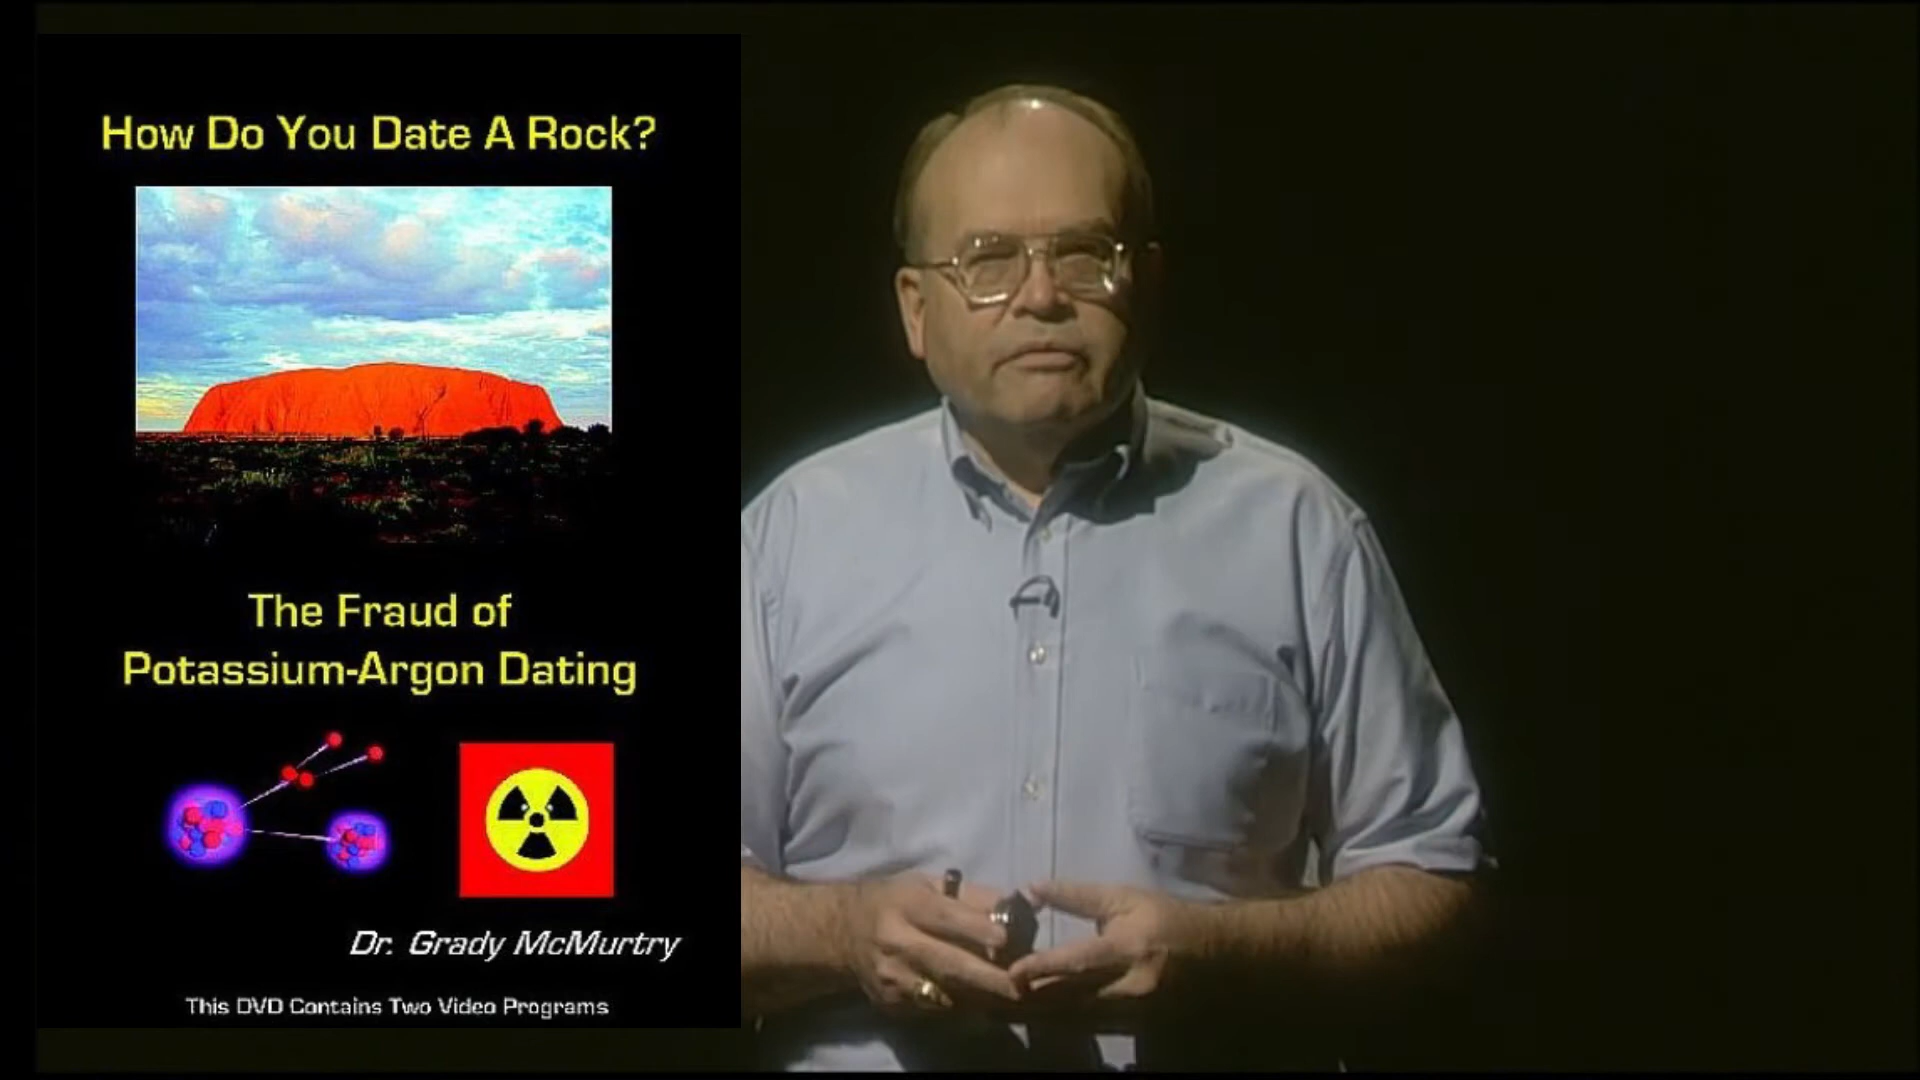 How Do You Date A Rock?
The Fraud of
Potassium-Argon Dating
Dr. Grady McMurtry
This DVD Contains Two Video Programs